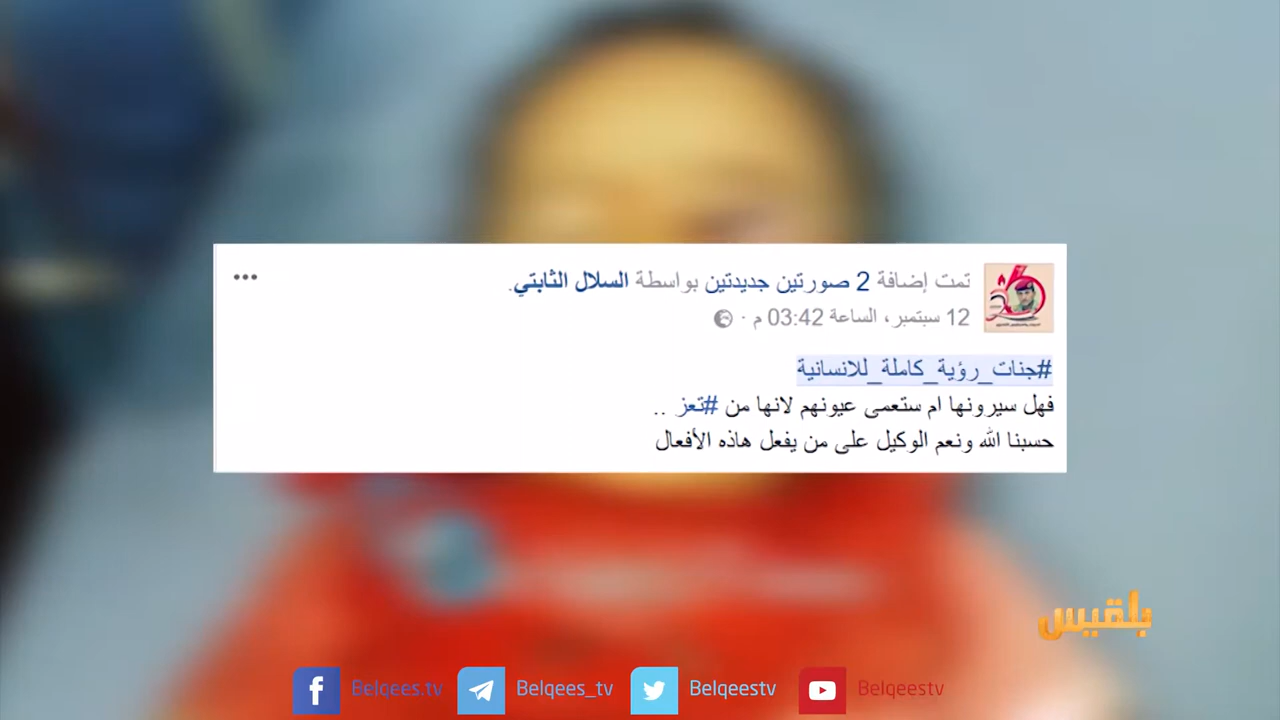 تمت إضافة 2 صورتين جديدتين بواسطة السلال الثابتي.
12 سبتمبر، الساعة 03:42 م ·
#جنات_رؤية_كاملة_للانسانية
فهل سيرونها ام ستعمى عيونهم لانها من #تعز ..
حسبنا الله ونعم الوكيل على من يفعل هاذه الأفعال
بلقيس
Belqees.tv
Belqees_tv
Belqeestv
Belqeestv